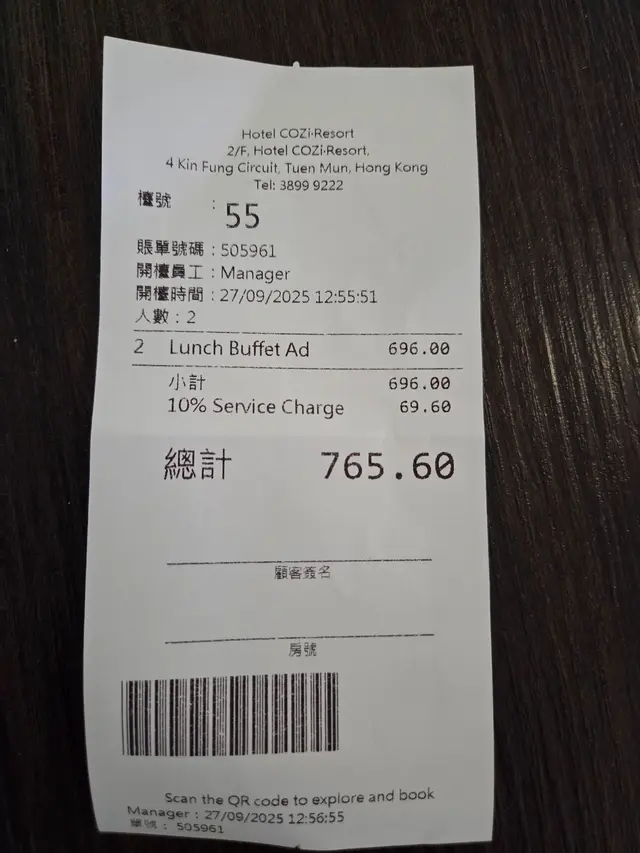 Hotel COZi·Resort
2/F, Hotel COZi·Resort,
4 Kin Fung Circuit, Tuen Mun, Hong Kong
Tel: 3899 9222
檯號 : 55
賬單號碼 : 505961
開檯員工 : Manager
開檯時間 : 27/09/2025 12:55:51
人數 : 2
2 Lunch Buffet Ad 696.00
小計 696.00
10% Service Charge 69.60
總計 765.60
顧客簽名
房號
Scan the QR code to explore and book
Manager : 27/09/2025 12:56:55
單號 : 505961